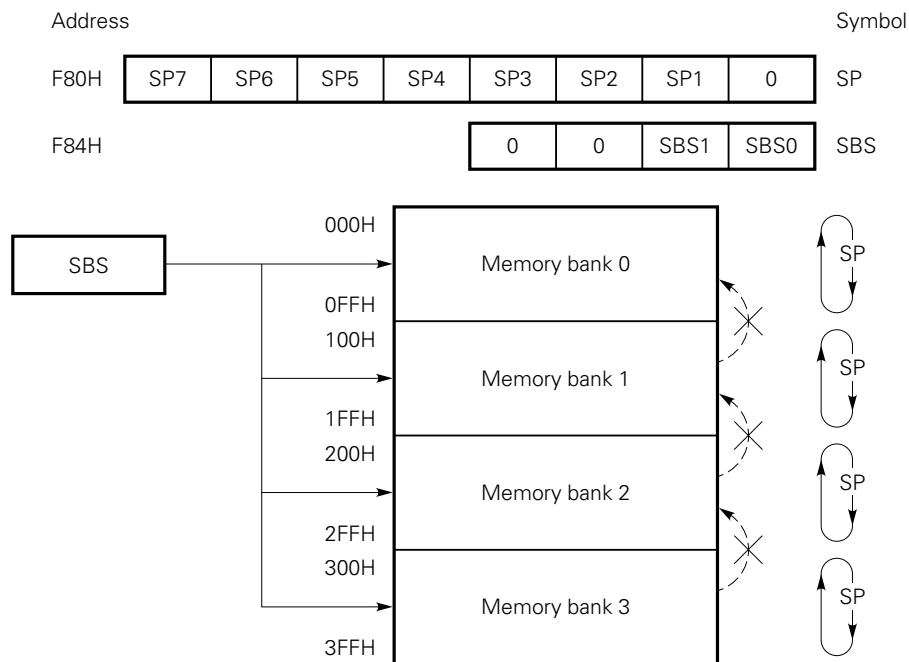 Address Symbol
F80H SP7 SP6 SP5 SP4 SP3 SP2 SP1 0 SP
F84H 0 0 SBS1 SBS0 SBS
000H
SBS Memory bank 0 SP
0FFH
100H
Memory bank 1 SP
1FFH
200H
Memory bank 2 SP
2FFH
300H
Memory bank 3 SP
3FFH